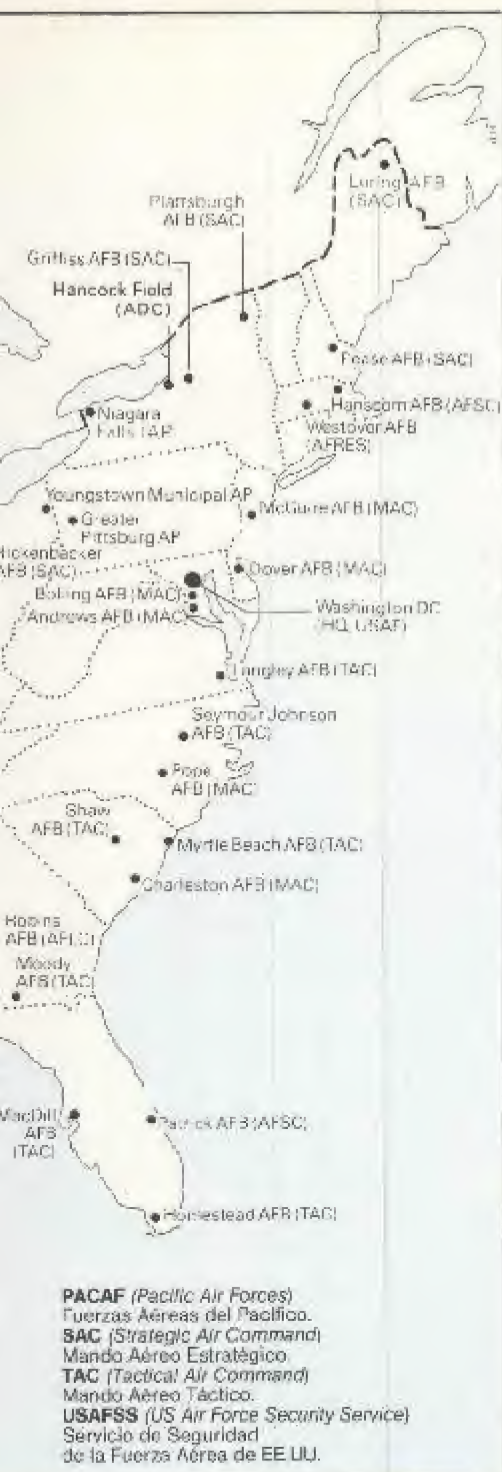 Luring AFB
(SAC)
Plattsburgh
AFB (SAC)
Griffiss AFB (SAC)
Hancock Field
(ADC)
Pease AFB (SAC)
Hanscom AFB (AFSC)
Westover AFB
(AFRES)
Niagara
Falls IAP
Youngstown Municipal AP
Greater
Pittsburg AP
McGuire AFB (MAC)
Rickenbacker
AFB (SAC)
Dover AFB (MAC)
Bolling AFB (MAC)
Andrews AFB (MAC)
Washington DC
(HQ, USAF)
Langley AFB (TAC)
Seymour Johnson
AFB (TAC)
Pope
AFB (MAC)
Shaw
AFB (TAC)
Myrtle Beach AFB (TAC)
Charleston AFB (MAC)
Robins
AFB (AFLC)
Moody
AFB (TAC)
MacDill
AFB
(TAC)
Patrick AFB (AFSC)
Homestead AFB (TAC)
PACAF (Pacific Air Forces)
Fuerzas Aéreas del Pacífico.
SAC (Strategic Air Command)
Mando Aéreo Estratégico
TAC (Tactical Air Command)
Mando Aéreo Táctico.
USAFSS (US Air Force Security Service)
Servicio de Seguridad
de la Fuerza Aérea de EE UU.